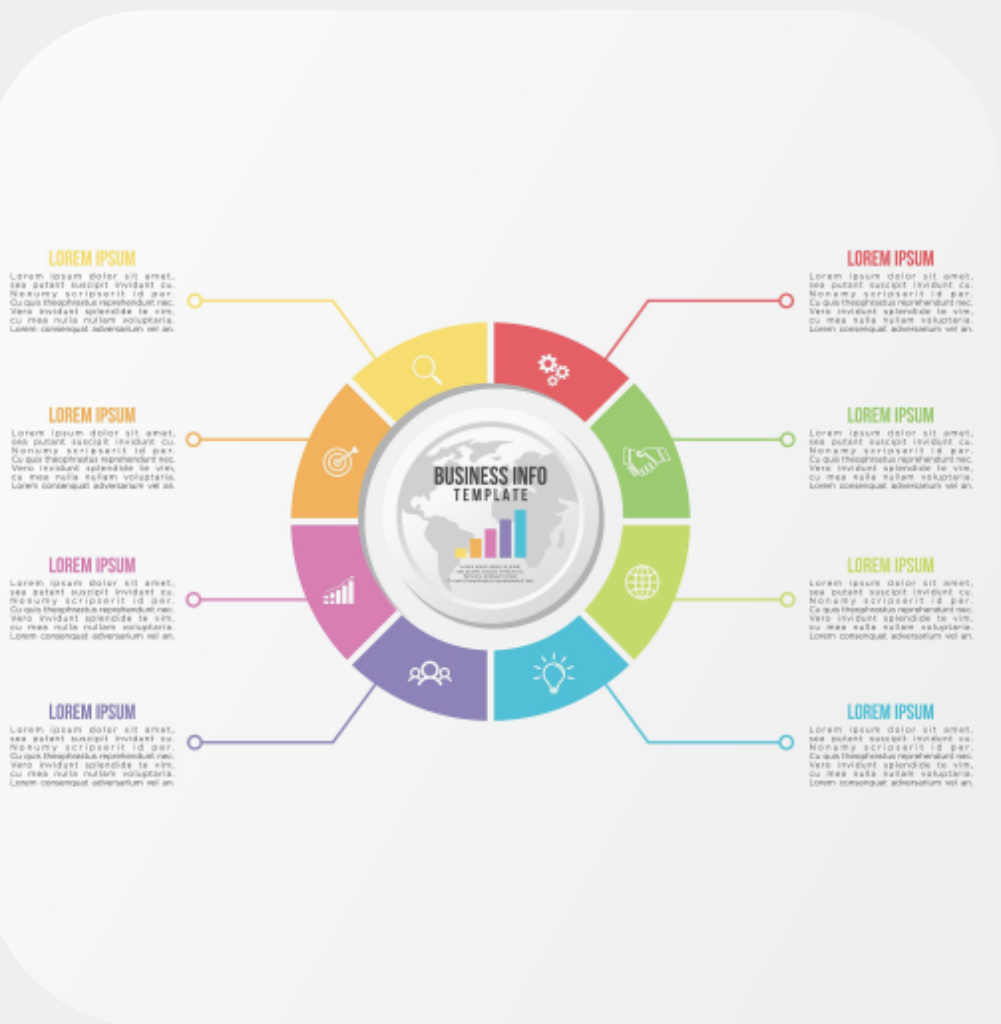 LOREM IPSUM
Lorem ipsum dolor sit amet,
sea putant suscipit invidunt cu.
Nonumy scripserit id per.
Cu quis theophrastus reprehendunt nec.
Vero invidunt splendide te vim,
cu mea nulla nullam voluptaria.
Lorem consequat adversarium vel an.
LOREM IPSUM
Lorem ipsum dolor sit amet,
sea putant suscipit invidunt cu.
Nonumy scripserit id per.
Cu quis theophrastus reprehendunt nec.
Vero invidunt splendide te vim,
cu mea nulla nullam voluptaria.
Lorem consequat adversarium vel an.
LOREM IPSUM
Lorem ipsum dolor sit amet,
sea putant suscipit invidunt cu.
Nonumy scripserit id per.
Cu quis theophrastus reprehendunt nec.
Vero invidunt splendide te vim,
cu mea nulla nullam voluptaria.
Lorem consequat adversarium vel an.
LOREM IPSUM
Lorem ipsum dolor sit amet,
sea putant suscipit invidunt cu.
Nonumy scripserit id per.
Cu quis theophrastus reprehendunt nec.
Vero invidunt splendide te vim,
cu mea nulla nullam voluptaria.
Lorem consequat adversarium vel an.
BUSINESS INFO
TEMPLATE
LOREM IPSUM
Lorem ipsum dolor sit amet,
sea putant suscipit invidunt cu.
Nonumy scripserit id per.
Cu quis theophrastus reprehendunt nec.
Vero invidunt splendide te vim,
cu mea nulla nullam voluptaria.
Lorem consequat adversarium vel an.
LOREM IPSUM
Lorem ipsum dolor sit amet,
sea putant suscipit invidunt cu.
Nonumy scripserit id per.
Cu quis theophrastus reprehendunt nec.
Vero invidunt splendide te vim,
cu mea nulla nullam voluptaria.
Lorem consequat adversarium vel an.
LOREM IPSUM
Lorem ipsum dolor sit amet,
sea putant suscipit invidunt cu.
Nonumy scripserit id per.
Cu quis theophrastus reprehendunt nec.
Vero invidunt splendide te vim,
cu mea nulla nullam voluptaria.
Lorem consequat adversarium vel an.
LOREM IPSUM
Lorem ipsum dolor sit amet,
sea putant suscipit invidunt cu.
Nonumy scripserit id per.
Cu quis theophrastus reprehendunt nec.
Vero invidunt splendide te vim,
cu mea nulla nullam voluptaria.
Lorem consequat adversarium vel an.